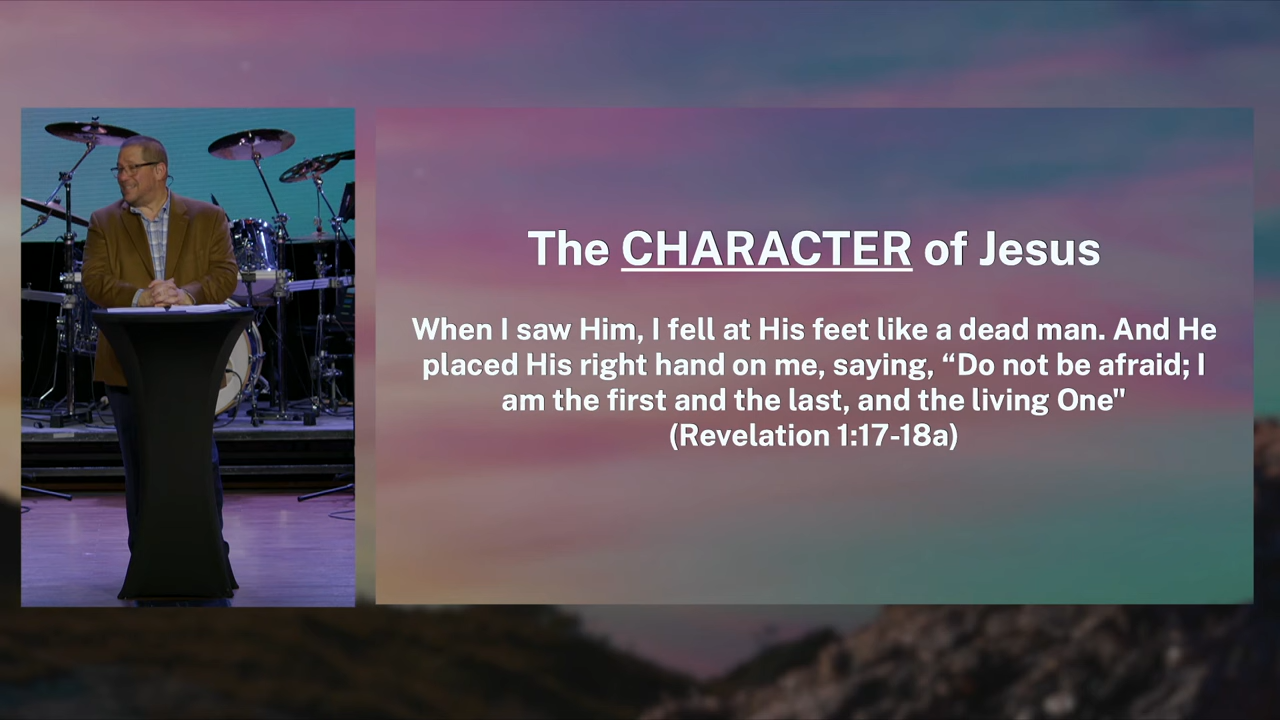 The CHARACTER of Jesus
When I saw Him, I fell at His feet like a dead man. And He
placed His right hand on me, saying, “Do not be afraid; I
am the first and the last, and the living One"
(Revelation 1:17-18a)